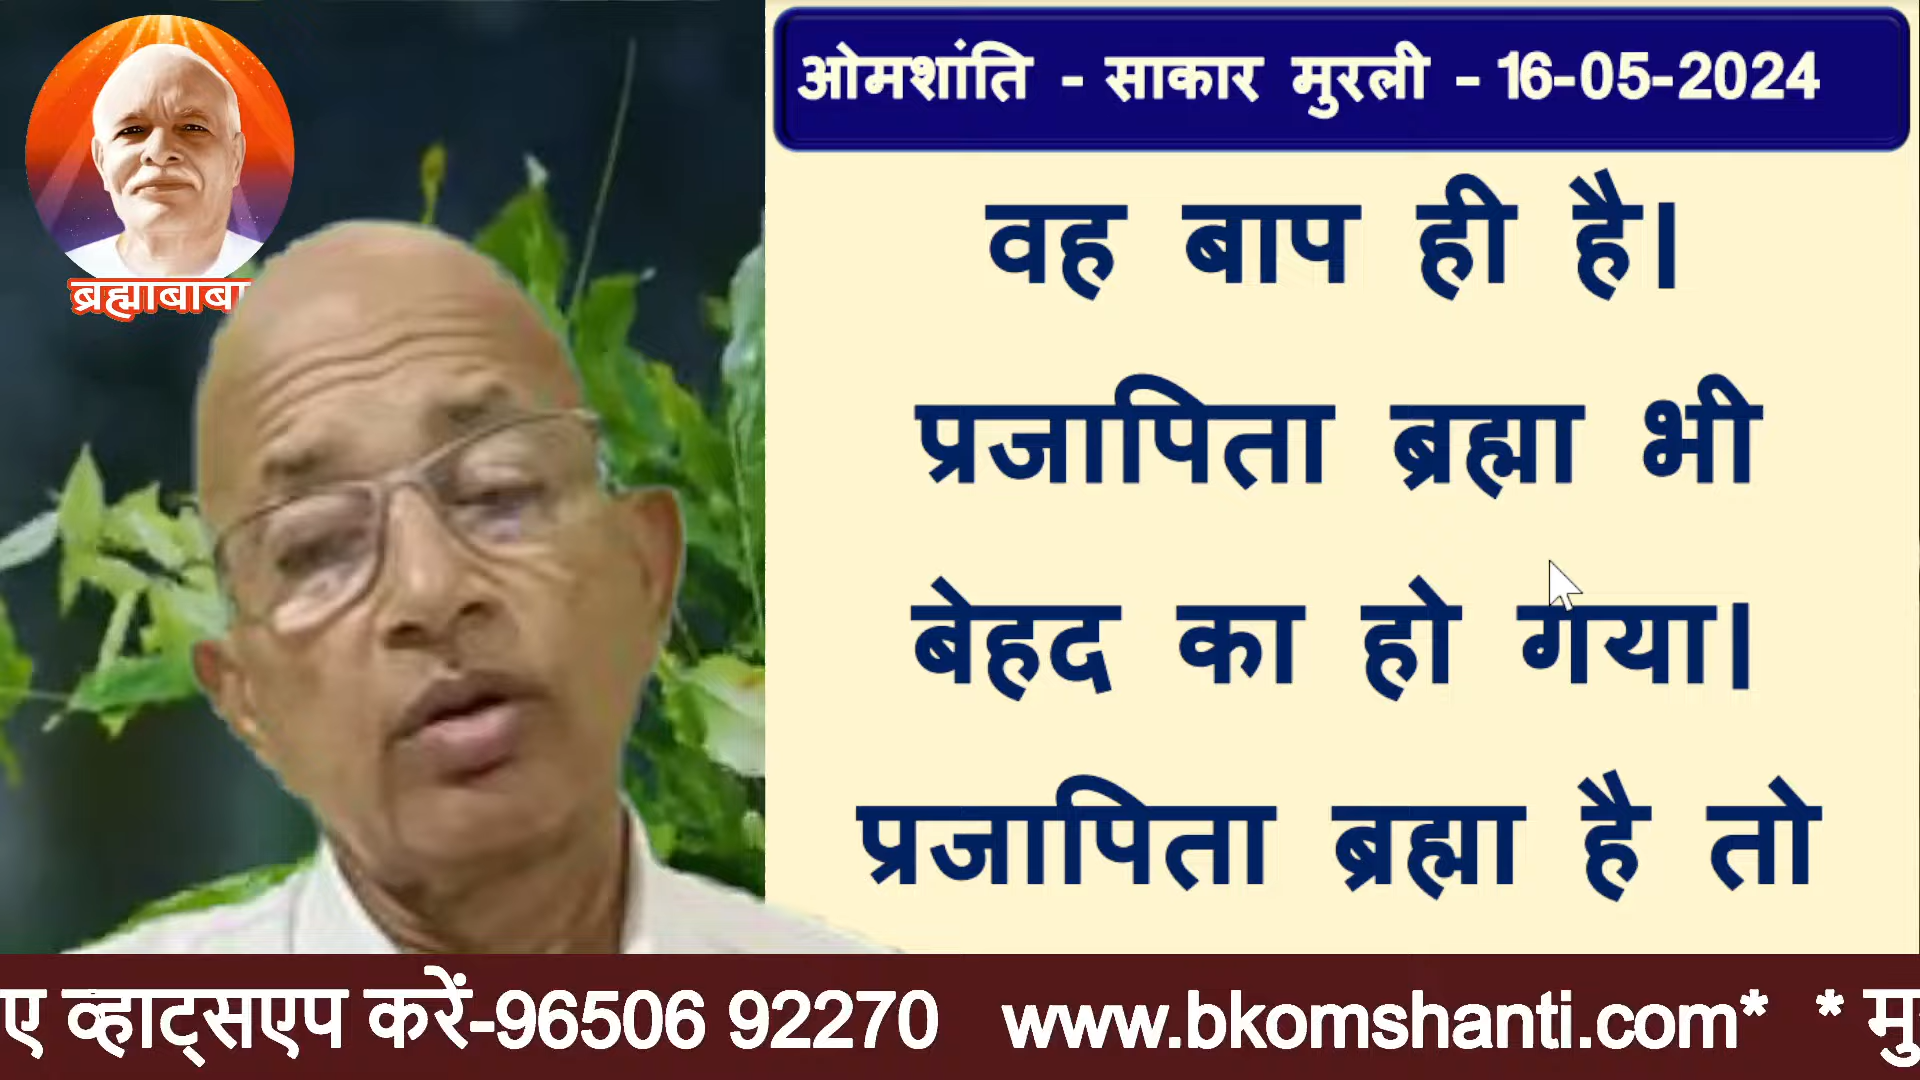 ओमशांति - साकार मुरली - 16-05-2024
ब्रह्माबाबा
वह बाप ही है।
प्रजापिता ब्रह्मा भी
बेहद का हो गया।
प्रजापिता ब्रह्मा है तो
ए व्हाट्सएप करें-96506 92270 www.bkomshanti.com* * मु